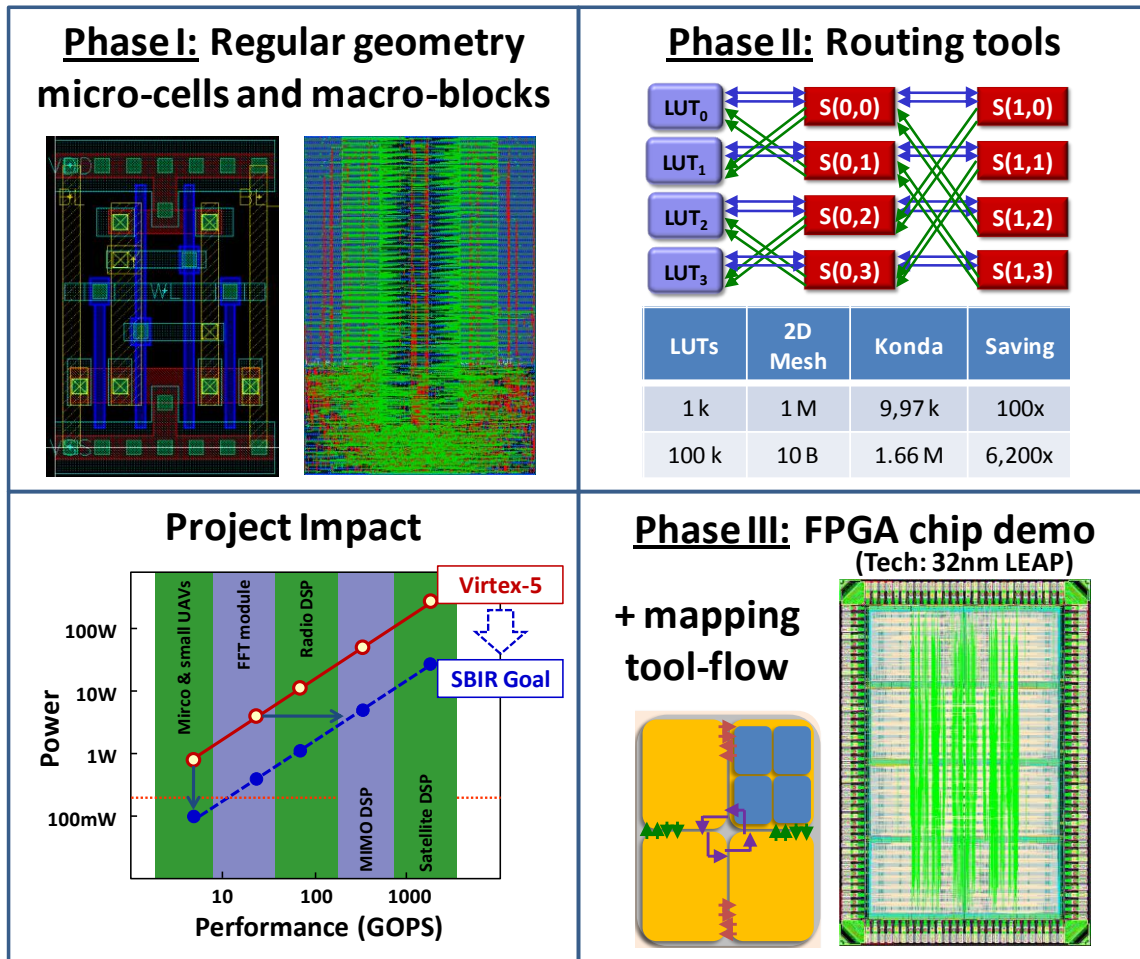 Phase I: Regular geometry
micro-cells and macro-blocks
VDD
BL
BL
WL
VSS
Phase II: Routing tools
LUT0 S(0,0) S(1,0)
LUT1 S(0,1) S(1,1)
LUT2 S(0,2) S(1,2)
LUT3 S(0,3) S(1,3)
LUTs 2D Mesh Konda Saving
1 k 1 M 9,97 k 100x
100 k 10 B 1.66 M 6,200x
Project Impact
Power
100W
10W
1W
100mW
Mirco & small UAVs
FFT module
Radio DSP
MIMO DSP
Satellite DSP
Virtex-5
SBIR Goal
10 100 1000
Performance (GOPS)
Phase III: FPGA chip demo
(Tech: 32nm LEAP)
+ mapping
tool-flow